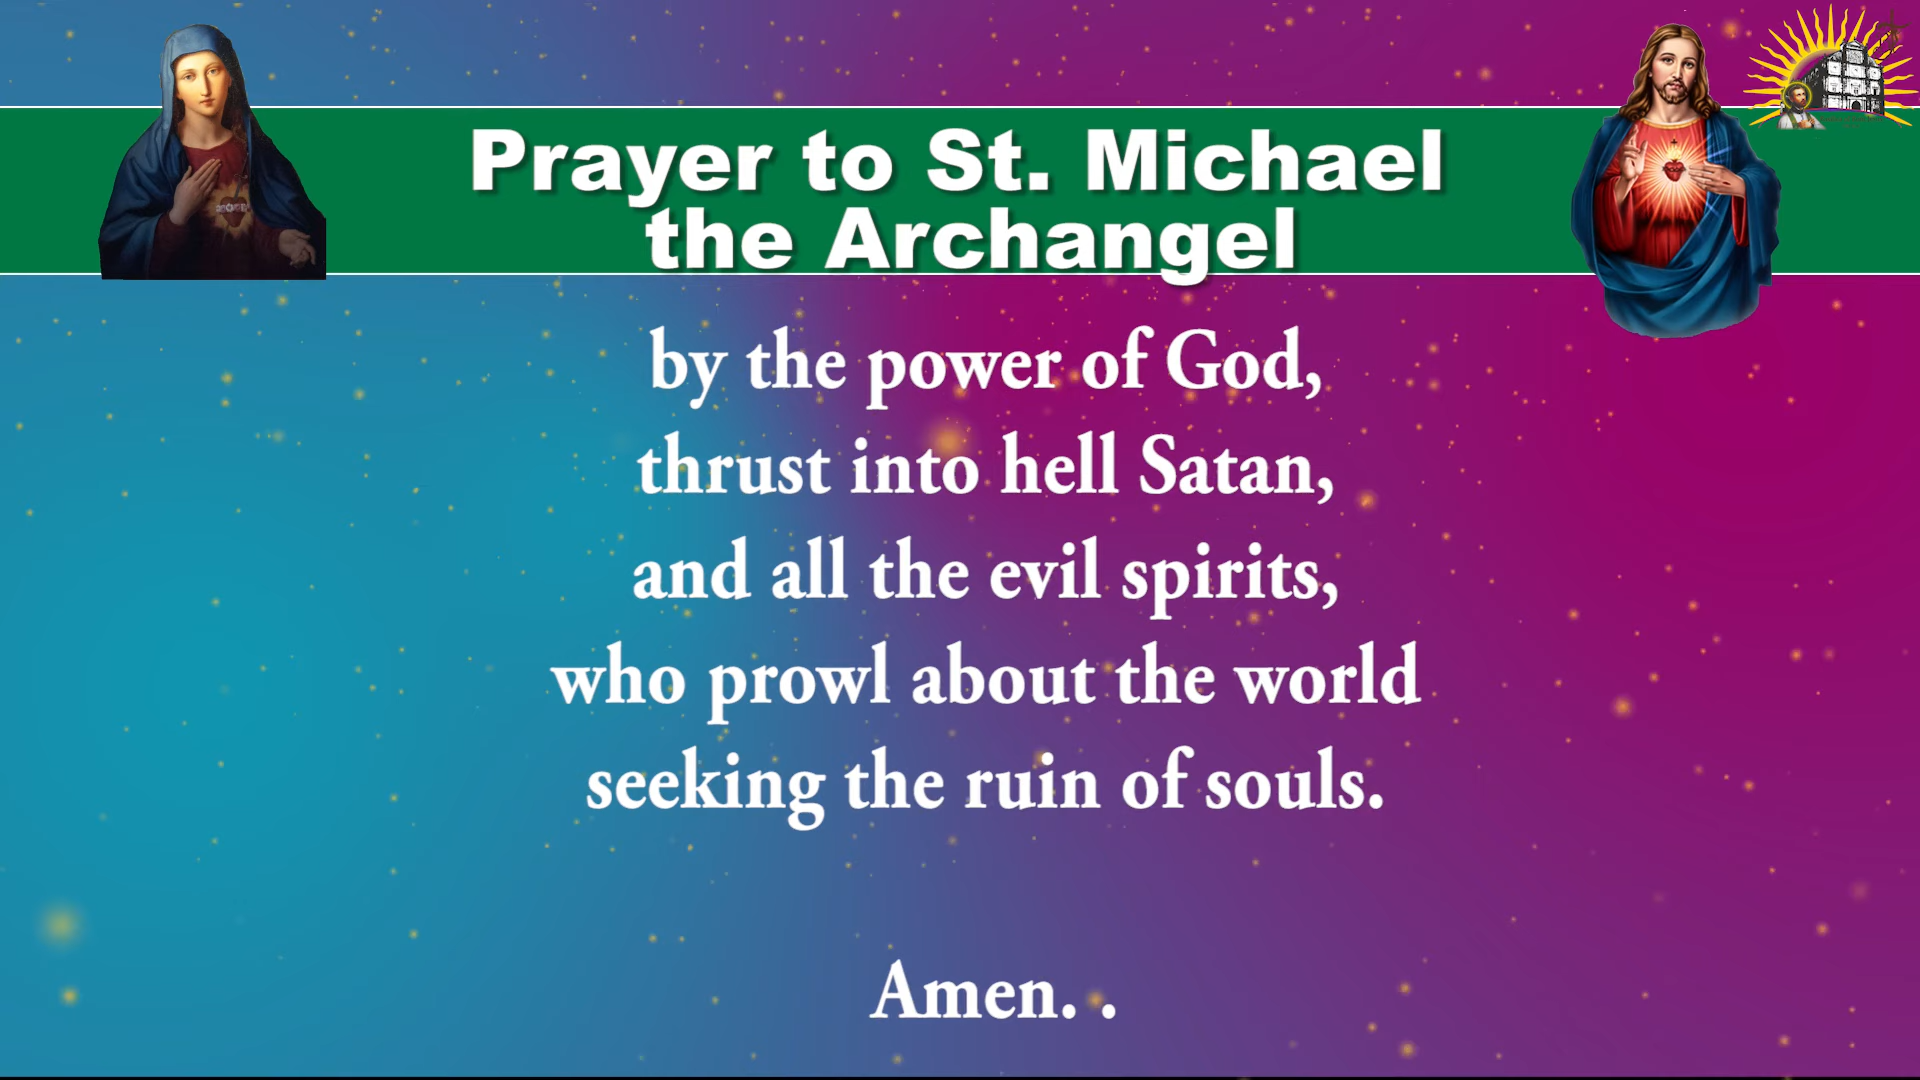 Prayer to St. Michael
the Archangel
by the power of God,
thrust into hell Satan,
and all the evil spirits,
who prowl about the world
seeking the ruin of souls.
Amen. .